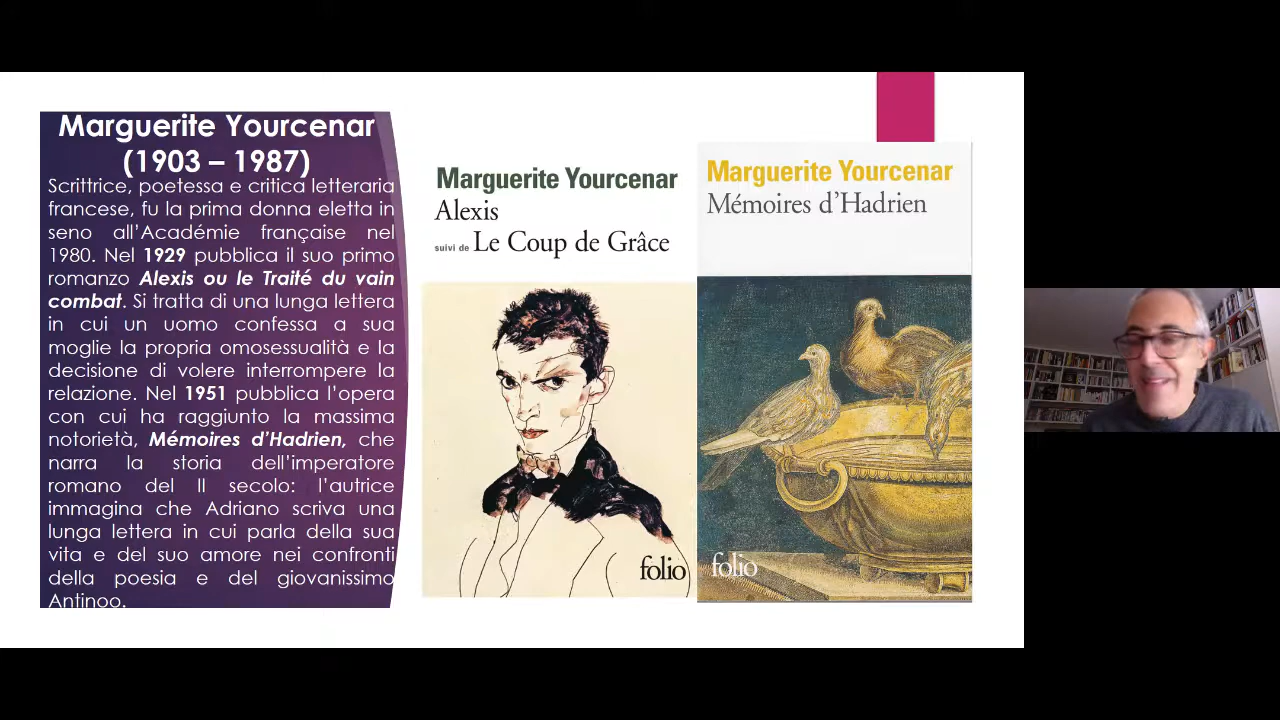 Marguerite Yourcenar
(1903 – 1987)
Scrittrice, poetessa e critica letteraria
francese, fu la prima donna eletta in
seno all’Académie française nel
1980. Nel 1929 pubblica il suo primo
romanzo Alexis ou le Traité du vain
combat. Si tratta di una lunga lettera
in cui un uomo confessa a sua
moglie la propria omosessualità e la
decisione di volere interrompere la
relazione. Nel 1951 pubblica l’opera
con cui ha raggiunto la massima
notorietà, Mémoires d’Hadrien, che
narra la storia dell’imperatore
romano del II secolo: l’autrice
immagina che Adriano scriva una
lunga lettera in cui parla della sua
vita e del suo amore nei confronti
della poesia e del giovanissimo
Antinoo.
Marguerite Yourcenar
Alexis
suivi de Le Coup de Grâce
folio
Marguerite Yourcenar
Mémoires d’Hadrien
folio